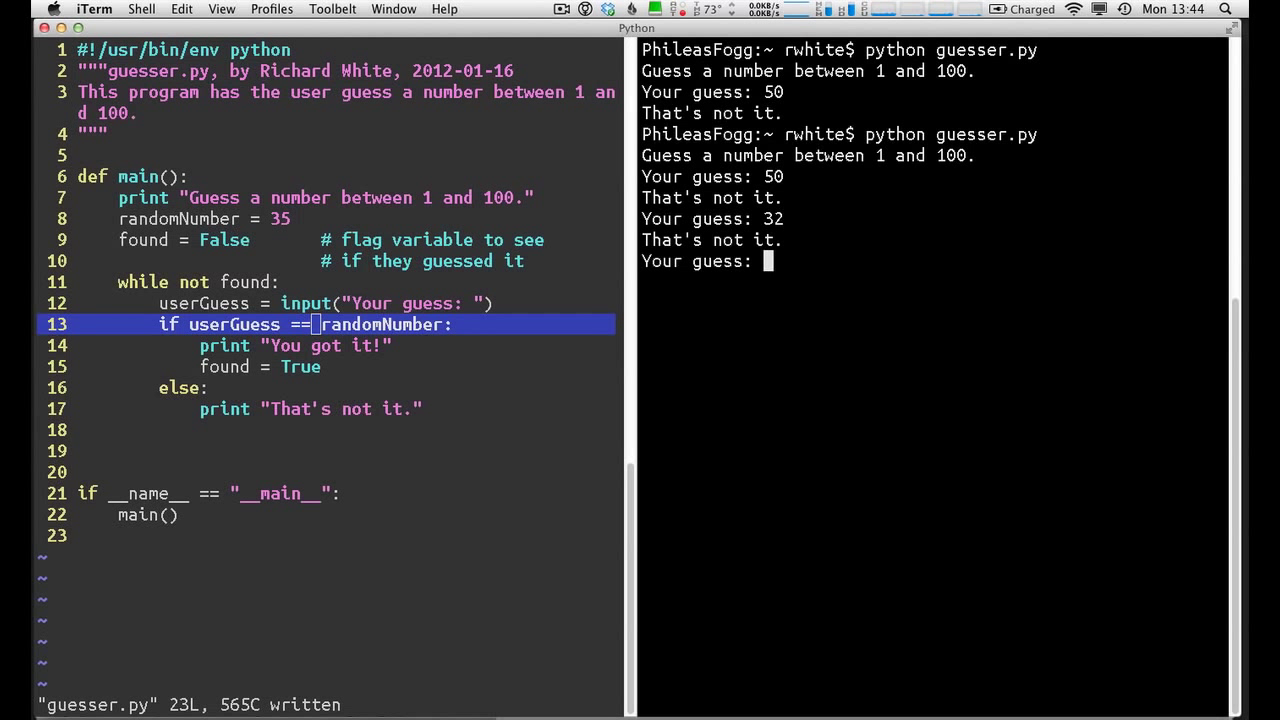 iTerm Shell Edit View Profiles Toolbelt Window Help 73° 0.0KB/s 0.0KB/s Charged Mon 13:44
Python
1 #!/usr/bin/env python
2 """guesser.py, by Richard White, 2012-01-16
3 This program has the user guess a number between 1 an
d 100.
4 """
5
6 def main():
7 print "Guess a number between 1 and 100."
8 randomNumber = 35
9 found = False # flag variable to see
10 # if they guessed it
11 while not found:
12 userGuess = input("Your guess: ")
13 if userGuess == randomNumber:
14 print "You got it!"
15 found = True
16 else:
17 print "That's not it."
18
19
20
21 if __name__ == "__main__":
22 main()
23
~
~
~
~
~
~
~
"guesser.py" 23L, 565C written
PhileasFogg:~ rwhite$ python guesser.py
Guess a number between 1 and 100.
Your guess: 50
That's not it.
PhileasFogg:~ rwhite$ python guesser.py
Guess a number between 1 and 100.
Your guess: 50
That's not it.
Your guess: 32
That's not it.
Your guess: